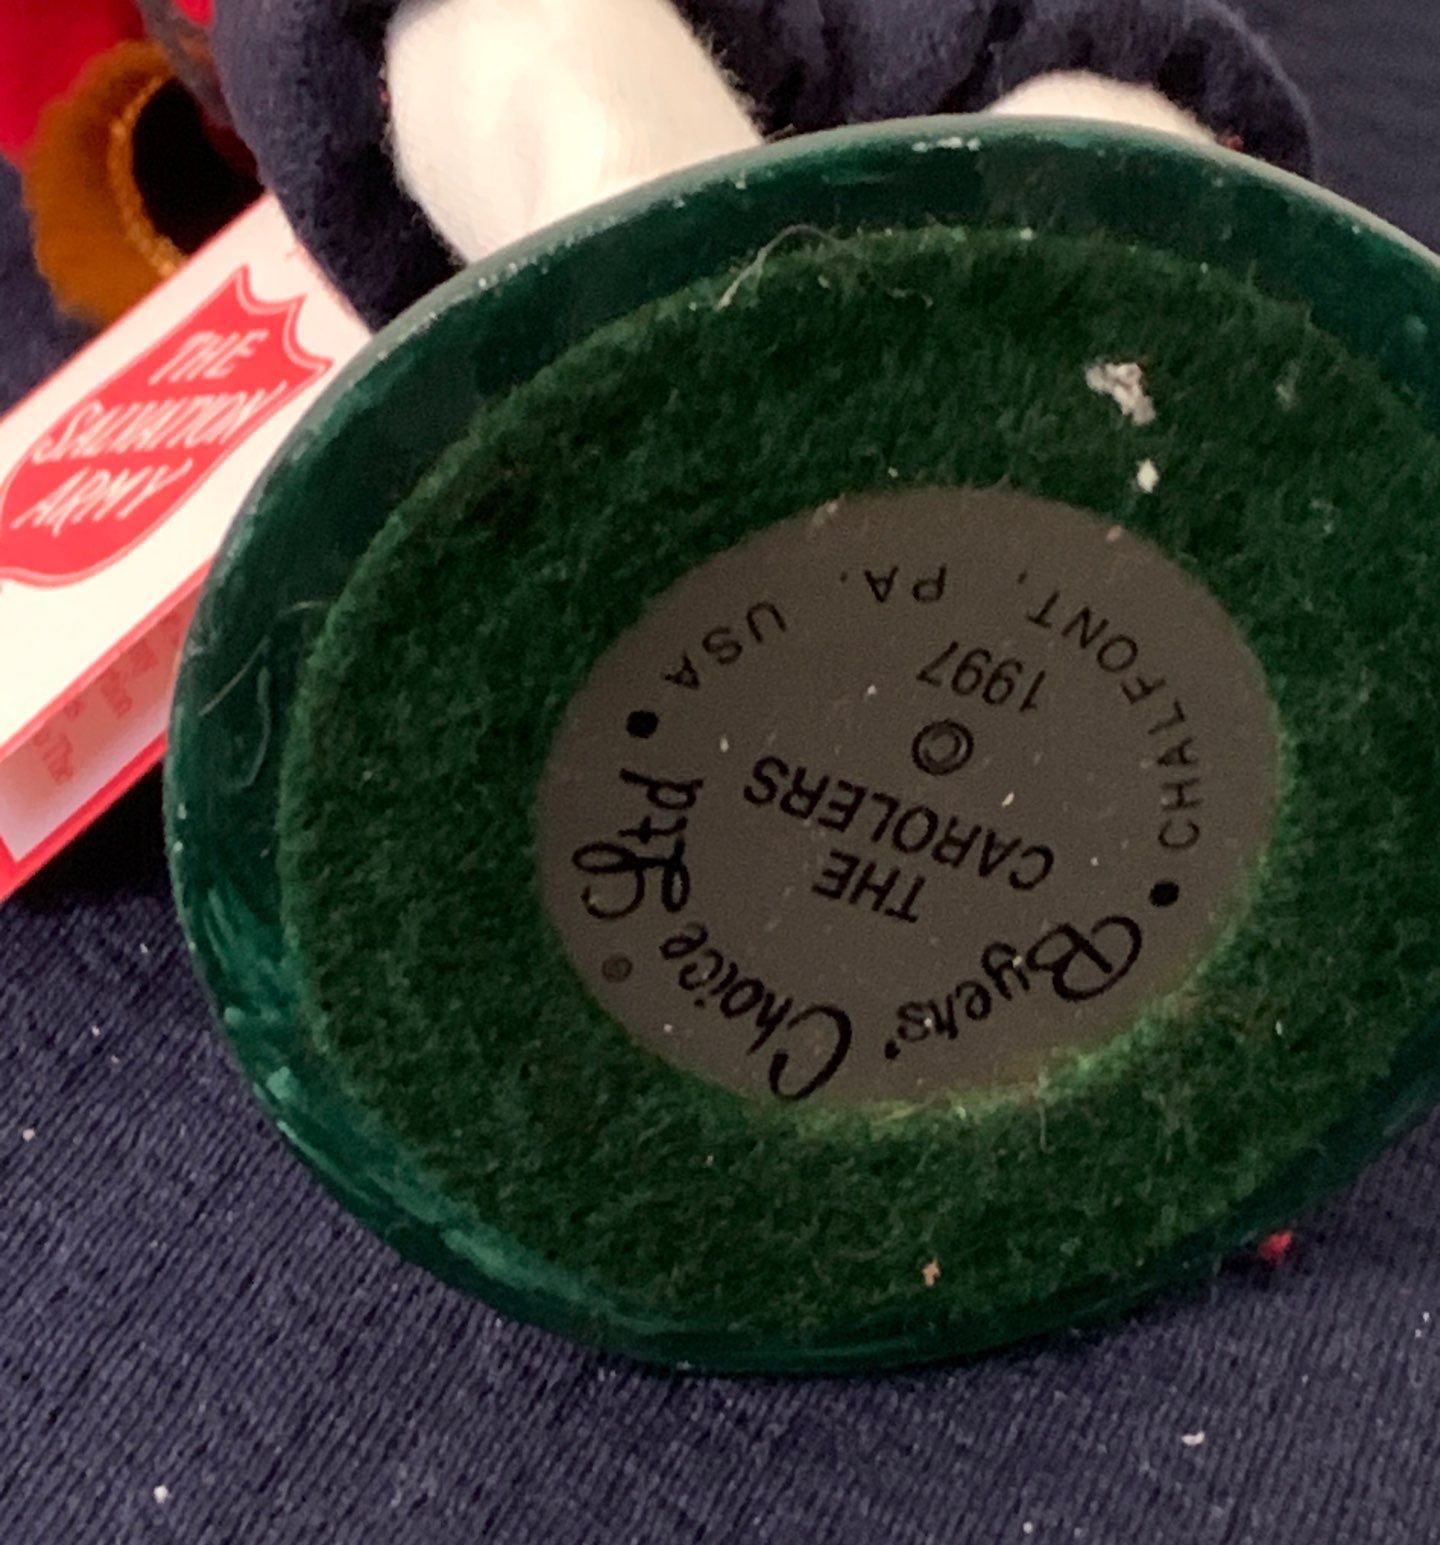 THE
SALVATION
ARMY
Byers' Choice Ltd
®
THE
CAROLERS
©
1997
• CHALFONT, PA. USA •